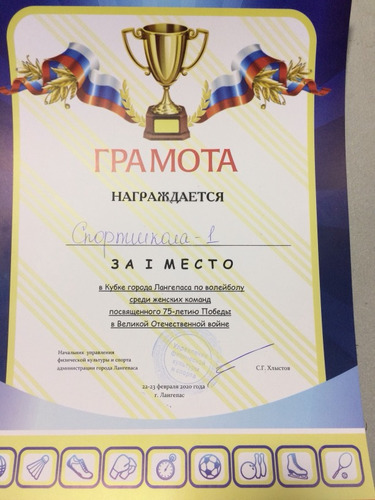 ГРАМОТА
НАГРАЖДАЕТСЯ
Спортшкола-1
ЗА I МЕСТО
в Кубке города Лангепаса по волейболу
среди женских команд
посвященного 75-летию Победы
в Великой Отечественной войне
Начальник управления
физической культуры и спорта
администрации города Лангепаса
С.Г. Хлыстов
22-23 февраля 2020 года
г. Лангепас